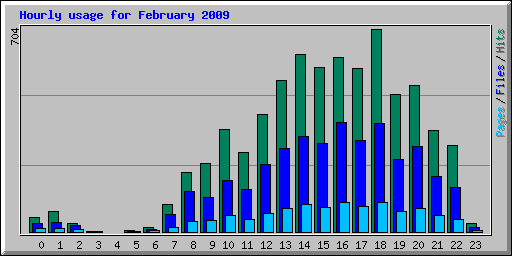 Hourly usage for February 2009
704
Pages/Files/Hits
0 1 2 3 4 5 6 7 8 9 10 11 12 13 14 15 16 17 18 19 20 21 22 23